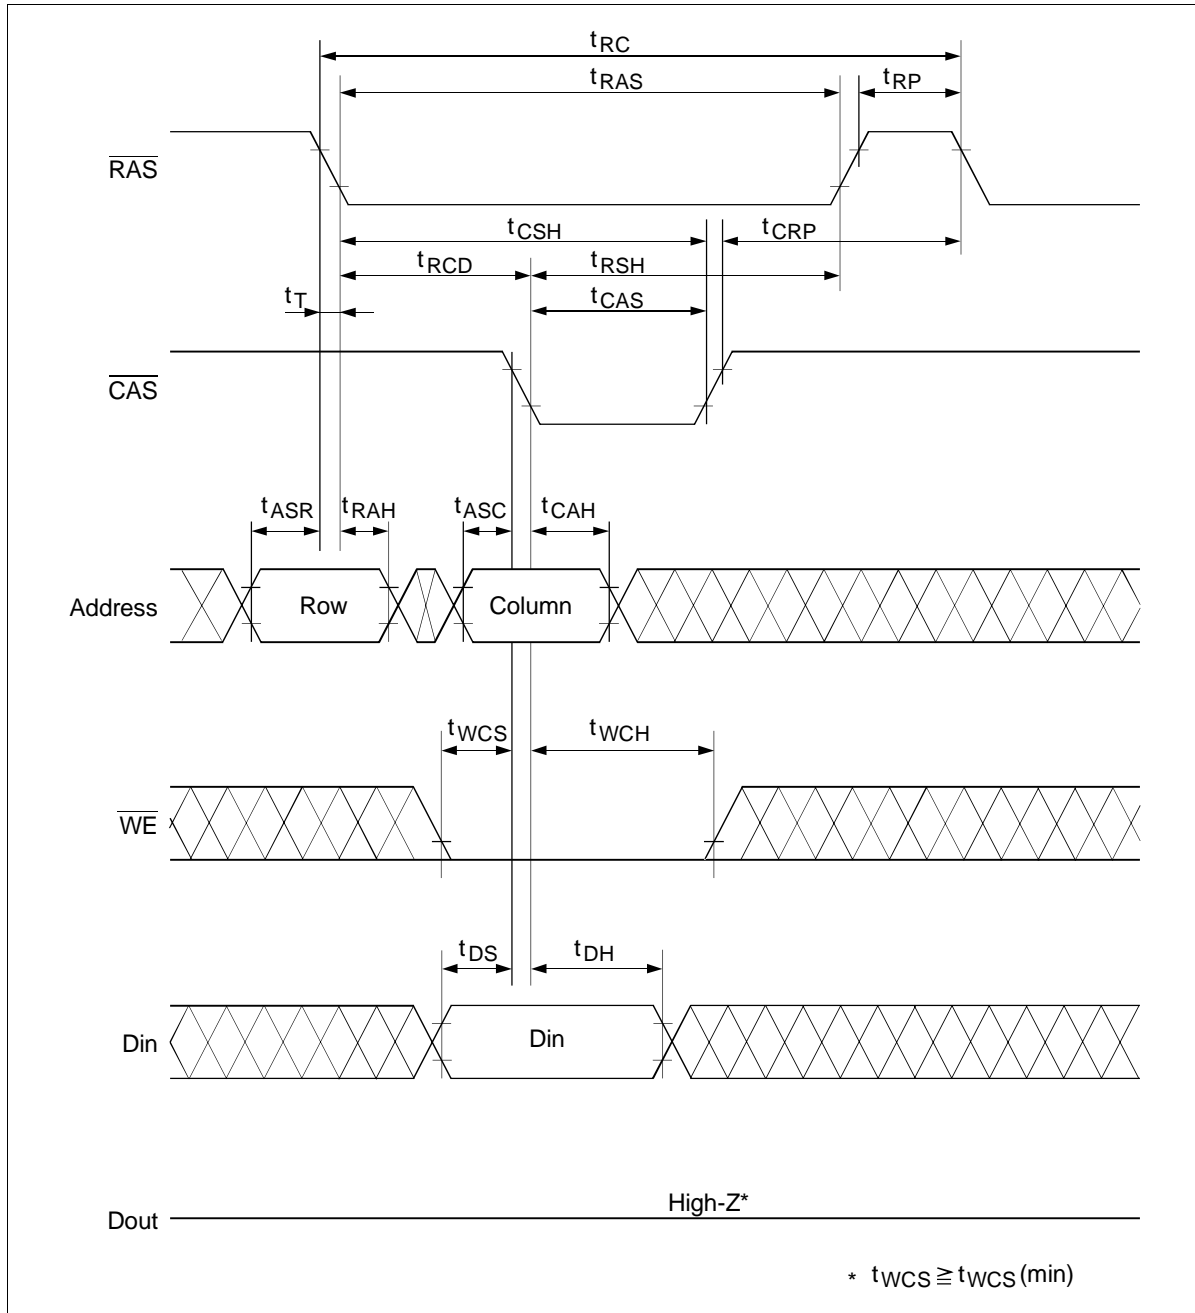 tRC
tRAS
tRP
RAS
tCSH
tCRP
tRCD
tRSH
tT
tCAS
CAS
tASR
tRAH
tASC
tCAH
Address
Row
Column
tWCS
tWCH
WE
tDS
tDH
Din
Din
High-Z*
Dout
* tWCS ≧ tWCS (min)